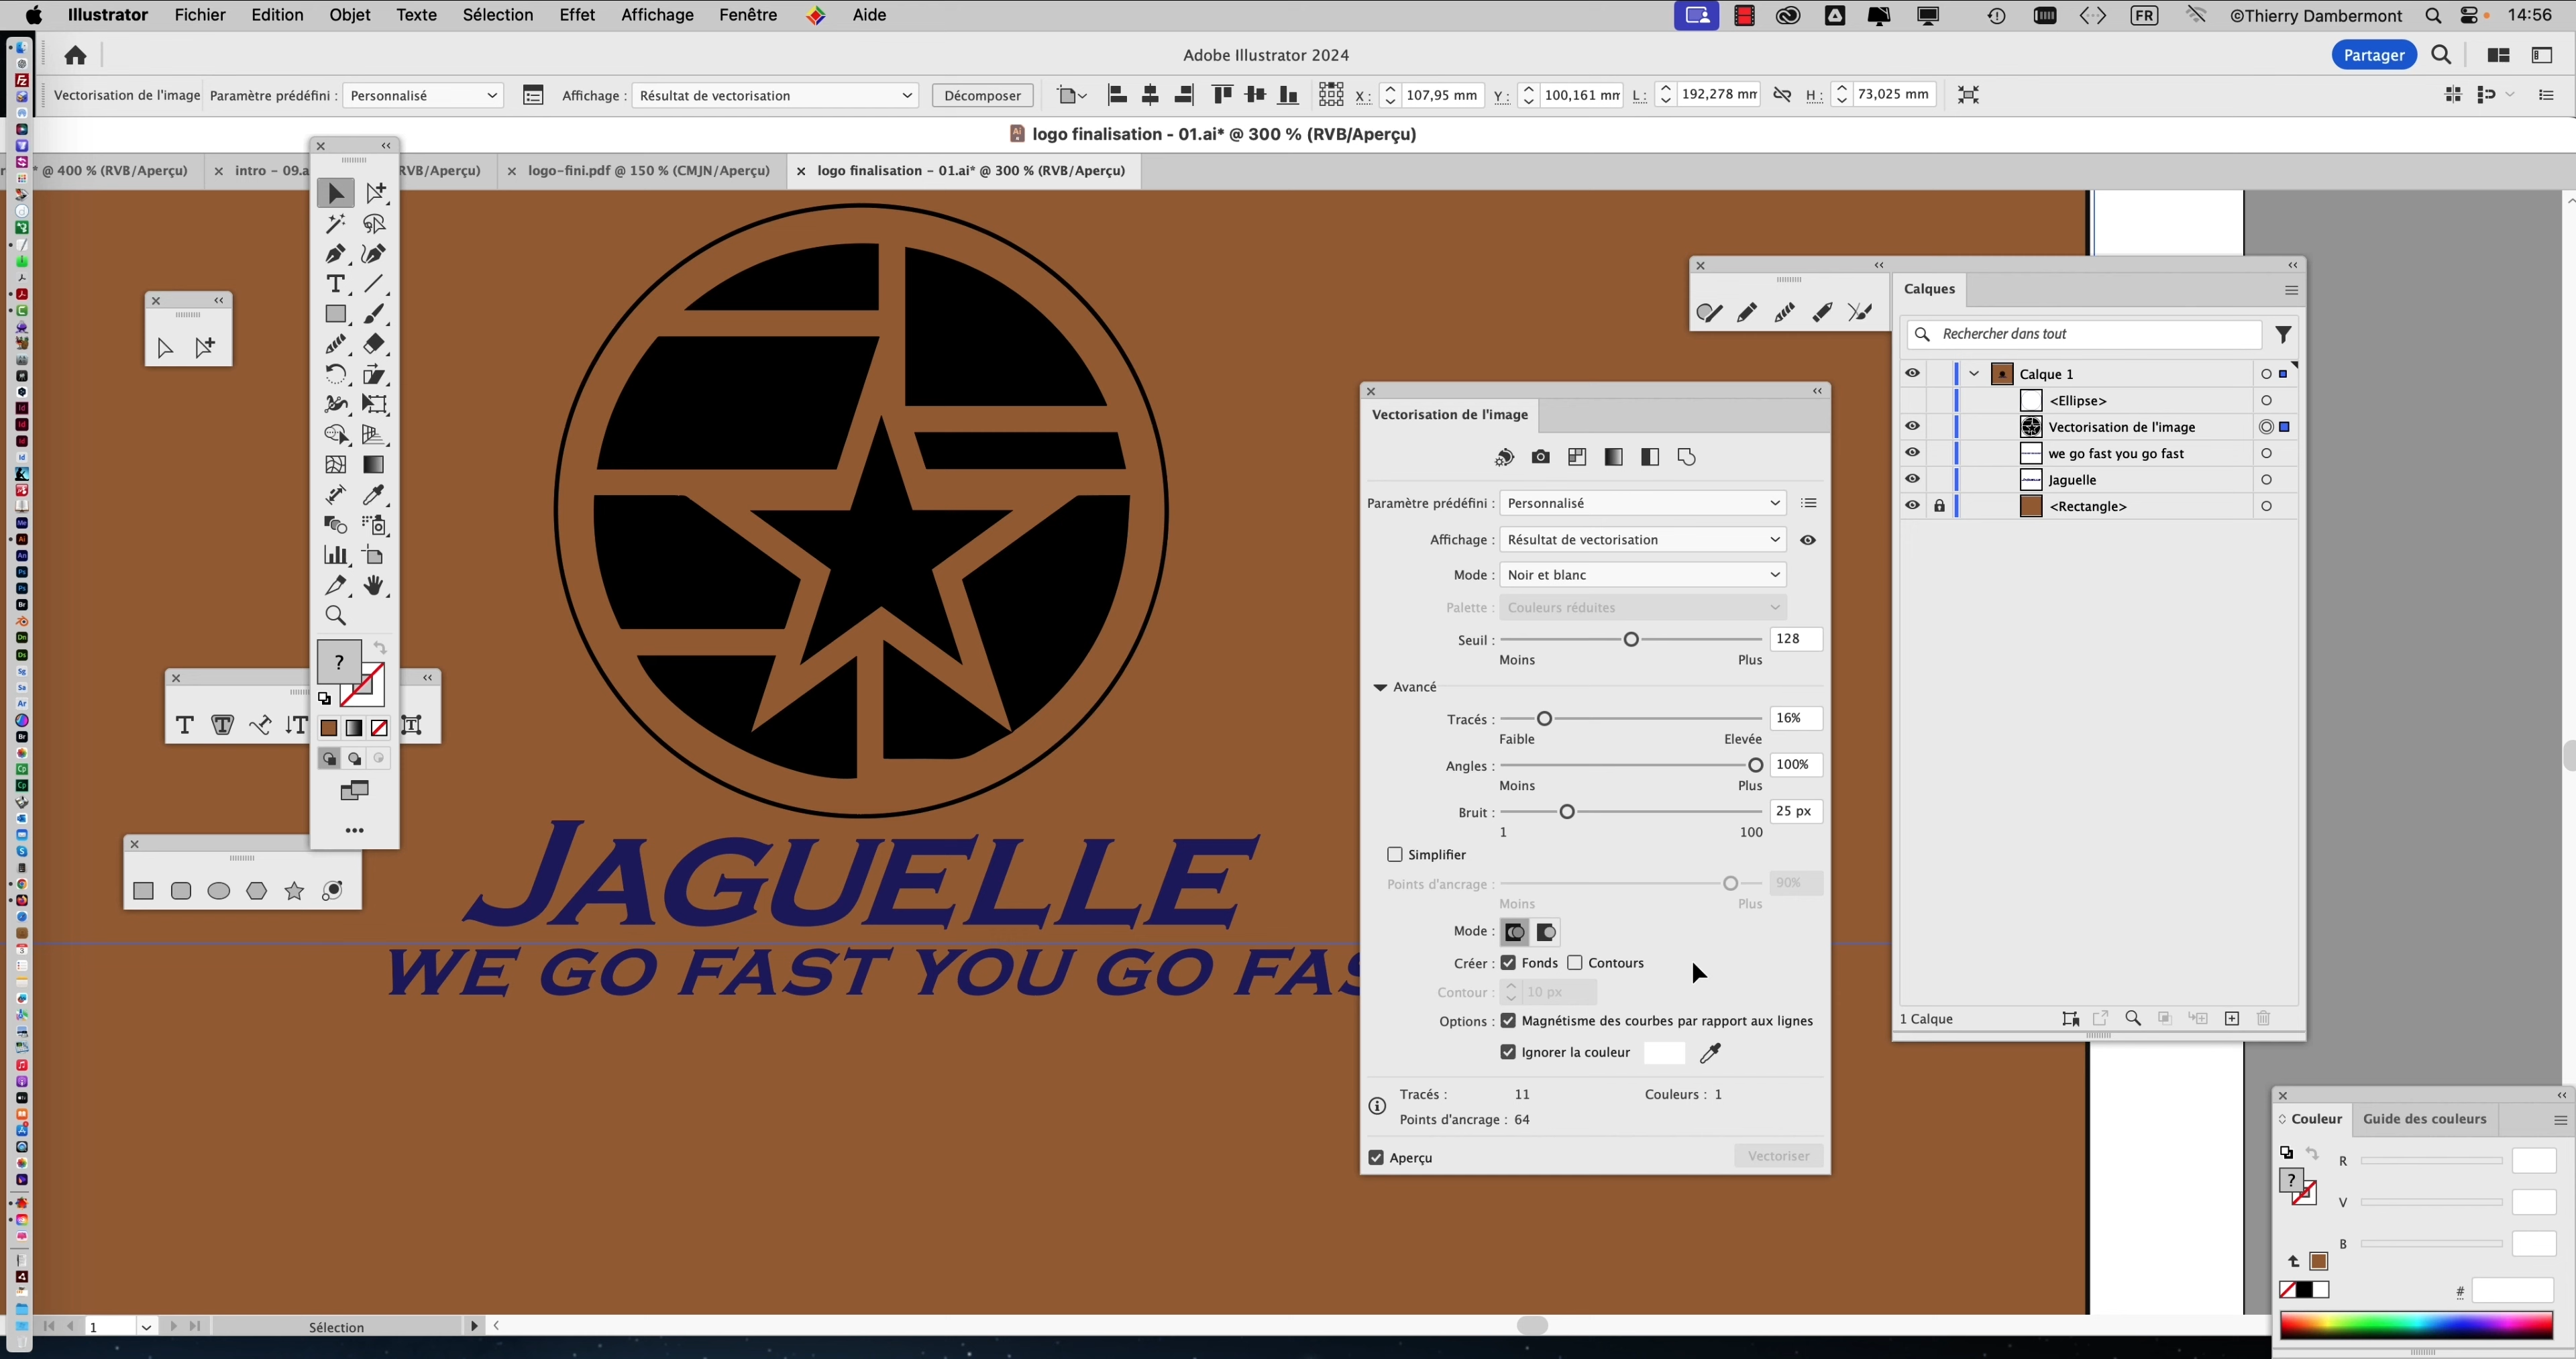 Illustrator Fichier Edition Objet Texte Sélection Effet Affichage Fenêtre Aide FR ©Thierry Dambermont 14:56
Adobe Illustrator 2024 Partager
Vectorisation de l'image Paramètre prédéfini : Personnalisé Affichage : Résultat de vectorisation Décomposer X : 107,95 mm Y : 100,161 mm L : 192,278 mm H : 73,025 mm
logo finalisation - 01.ai* @ 300 % (RVB/Aperçu)
* @ 400 % (RVB/Aperçu) intro - 09.a RVB/Aperçu) logo-fini.pdf @ 150 % (CMJN/Aperçu) logo finalisation - 01.ai* @ 300 % (RVB/Aperçu)
Calques
Rechercher dans tout
Calque 1
<Ellipse>
Vectorisation de l'image
we go fast you go fast
Jaguelle
<Rectangle>
1 Calque
Vectorisation de l'image
Paramètre prédéfini : Personnalisé
Affichage : Résultat de vectorisation
Mode : Noir et blanc
Palette : Couleurs réduites
Seuil : 128
Moins Plus
Avancé
Tracés : 16%
Faible Elevée
Angles : 100%
Moins Plus
Bruit : 25 px
1 100
Simplifier
Points d'ancrage : 90%
Moins Plus
Mode :
Créer : Fonds Contours
Contour : 10 px
Options : Magnétisme des courbes par rapport aux lignes
Ignorer la couleur
Tracés : 11 Couleurs : 1
Points d'ancrage : 64
Aperçu Vectoriser
JAGUELLE
WE GO FAST YOU GO FAS
Couleur Guide des couleurs
R
V
B
#
1 Sélection